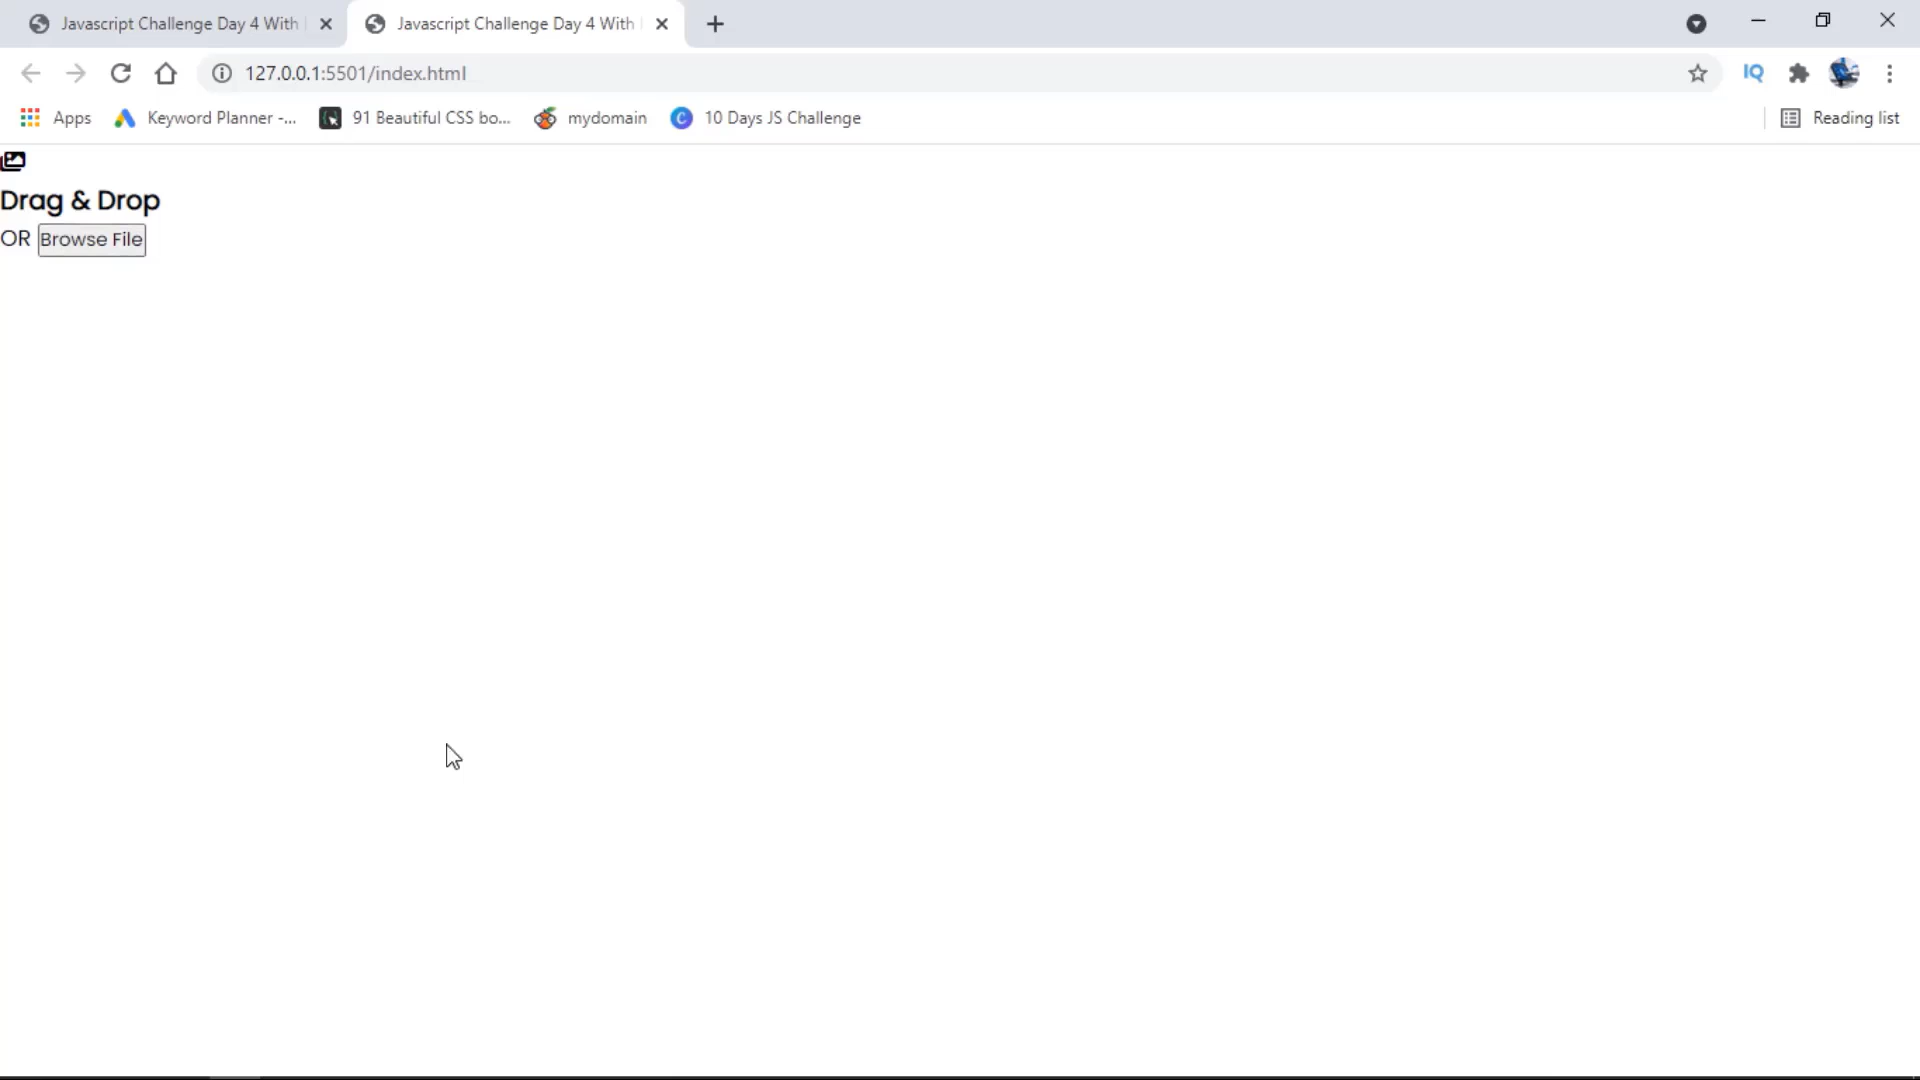 Javascript Challenge Day 4 With
Javascript Challenge Day 4 With
127.0.0.1:5501/index.html
IQ
Apps
Keyword Planner -...
91 Beautiful CSS bo...
mydomain
10 Days JS Challenge
Reading list
Drag & Drop
OR Browse File